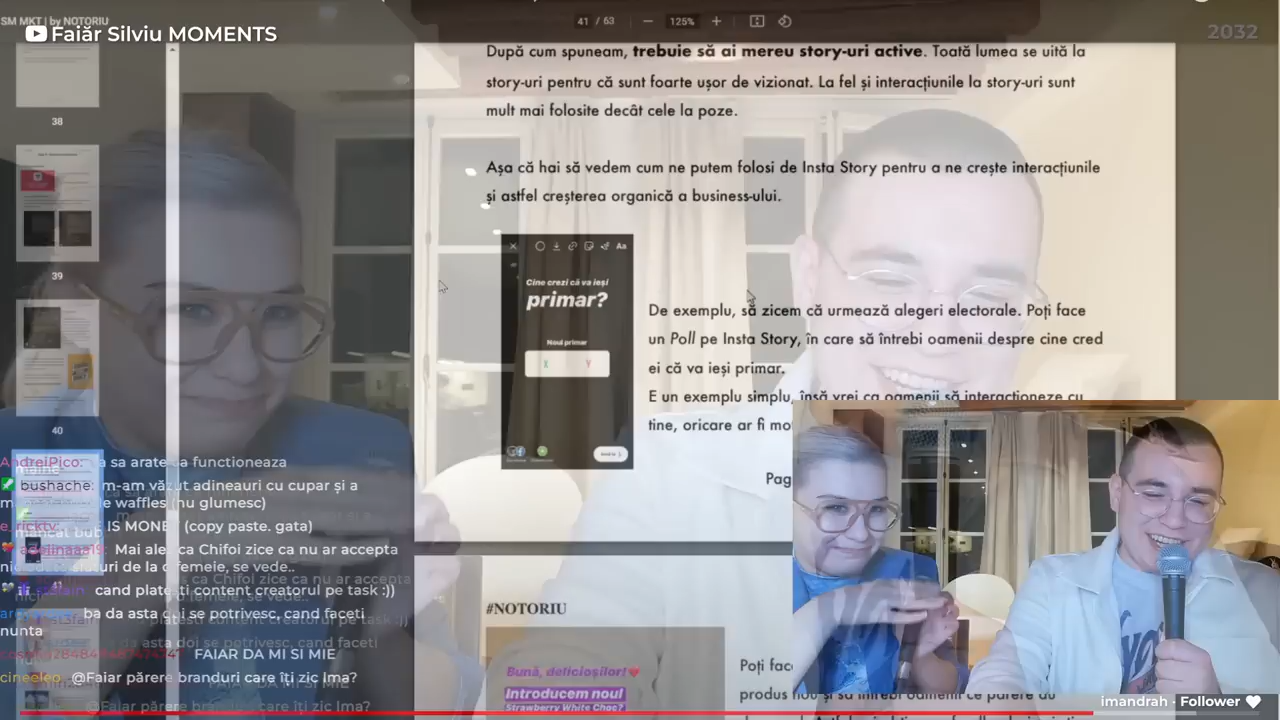 SM MKT | by NOTORIU
Faiăr Silviu MOMENTS
41 / 63
125%
2032
După cum spuneam, trebuie să ai mereu story-uri active. Toată lumea se uită la
story-uri pentru că sunt foarte ușor de vizionat. La fel și interacțiunile la story-uri sunt
mult mai folosite decât cele la poze.
Așa că hai să vedem cum ne putem folosi de Insta Story pentru a ne crește interacțiunile
și astfel creșterea organică a business-ului.
38
39
40
Aa
Cine crezi că va ieși
primar?
Noul primar
X Y
De exemplu, să zicem că urmează alegeri electorale. Poți face
un Poll pe Insta Story, în care să întrebi oamenii despre cine cred
ei că va ieși primar.
E un exemplu simplu, însă vrei ca oamenii să interacționeze cu
tine, oricare ar fi
Pag
#NOTORIU
Bună, delicioșilor!
Introducem noul
Strawberry White Choc?
Poți
produs nou și să întrebi oamenii ce părere au
AndreiPico: sa arate ca functioneaza
bushache: m-am văzut adineauri cu cupar și a
waffles (nu glumesc)
IS MONEY (copy paste. gata)
Mai ales ca Chifoi zice ca nu ar accepta
sfaturi de la o femeie, se vede..
cand platesti content creatorul pe task :))
ba da asta doi se potrivesc, cand faceti
nunta
FAIAR DA MI SI MIE
cineeleo: @Faiar părere branduri care îți zic Ima?
imandrah · Follower